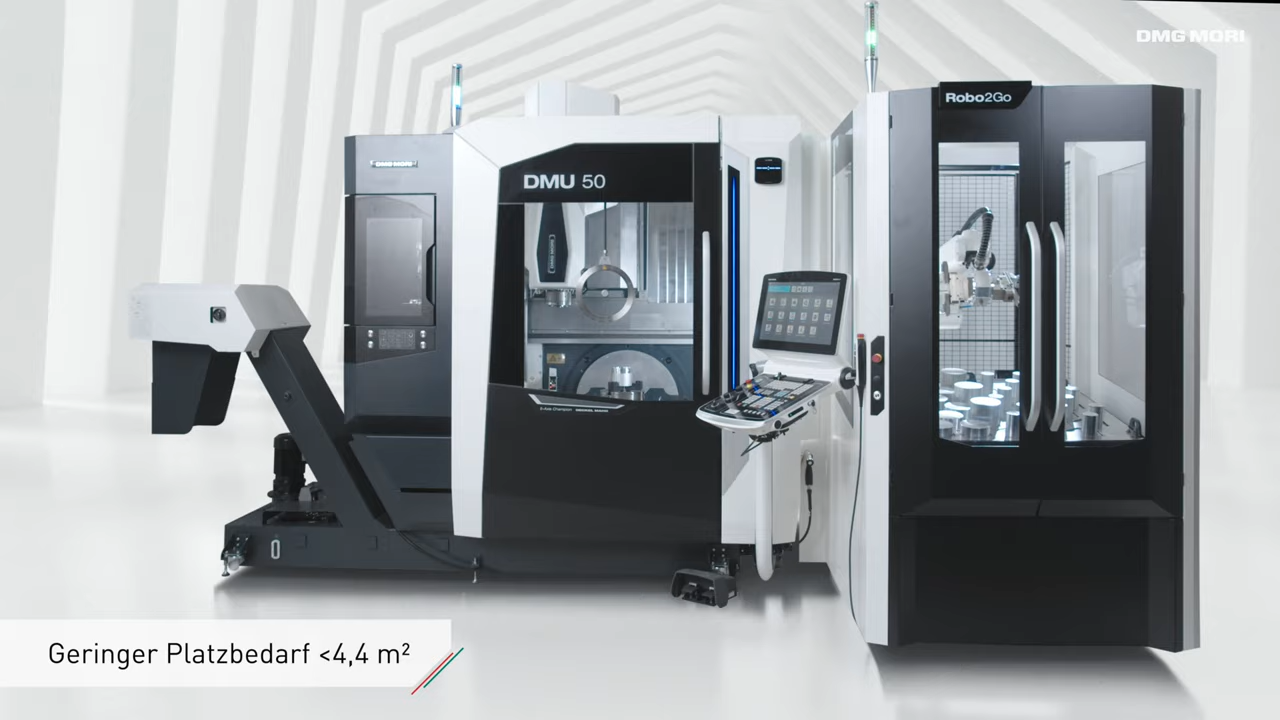 DMG MORI
Robo2Go
DMG MORI
DMU 50
Geringer Platzbedarf <4,4 m²